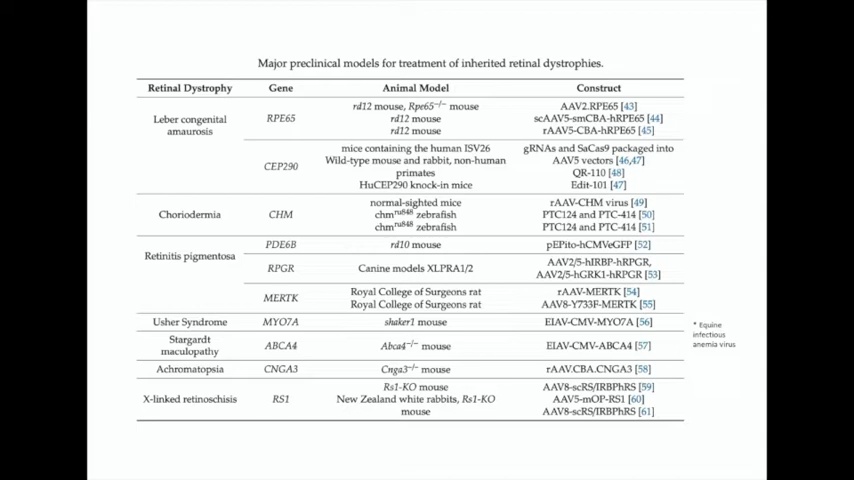 Major preclinical models for treatment of inherited retinal dystrophies.
Retinal Dystrophy Gene Animal Model Construct
Leber congenital amaurosis RPE65 rd12 mouse, Rpe65−/− mouse AAV2.RPE65 [43]
rd12 mouse scAAV5-smCBA-hRPE65 [44]
rd12 mouse rAAV5-CBA-hRPE65 [45]
CEP290 mice containing the human ISV26 gRNAs and SaCas9 packaged into
Wild-type mouse and rabbit, non-human AAV5 vectors [46,47]
primates QR-110 [48]
HuCEP290 knock-in mice Edit-101 [47]
Choriodermia CHM normal-sighted mice rAAV-CHM virus [49]
chmru848 zebrafish PTC124 and PTC-414 [50]
chmru848 zebrafish PTC124 and PTC-414 [51]
Retinitis pigmentosa PDE6B rd10 mouse pEPito-hCMVeGFP [52]
RPGR Canine models XLPRA1/2 AAV2/5-hIRBP-hRPGR,
AAV2/5-hGRK1-hRPGR [53]
MERTK Royal College of Surgeons rat rAAV-MERTK [54]
Royal College of Surgeons rat AAV8-Y733F-MERTK [55]
Usher Syndrome MYO7A shaker1 mouse EIAV-CMV-MYO7A [56]
Stargardt maculopathy ABCA4 Abca4−/− mouse EIAV-CMV-ABCA4 [57]
Achromatopsia CNGA3 Cnga3−/− mouse rAAV.CBA.CNGA3 [58]
X-linked retinoschisis RS1 Rs1-KO mouse AAV8-scRS/IRBPhRS [59]
New Zealand white rabbits, Rs1-KO AAV5-mOP-RS1 [60]
mouse AAV8-scRS/IRBPhRS [61]
* Equine
infectious
anemia virus